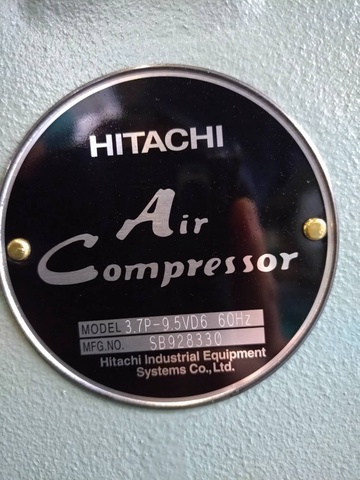 HITACHI
Air
Compressor
MODEL 3.7P-9.5VD6 60Hz
MFG.NO. SB928330
Hitachi Industrial Equipment
Systems Co.,Ltd.